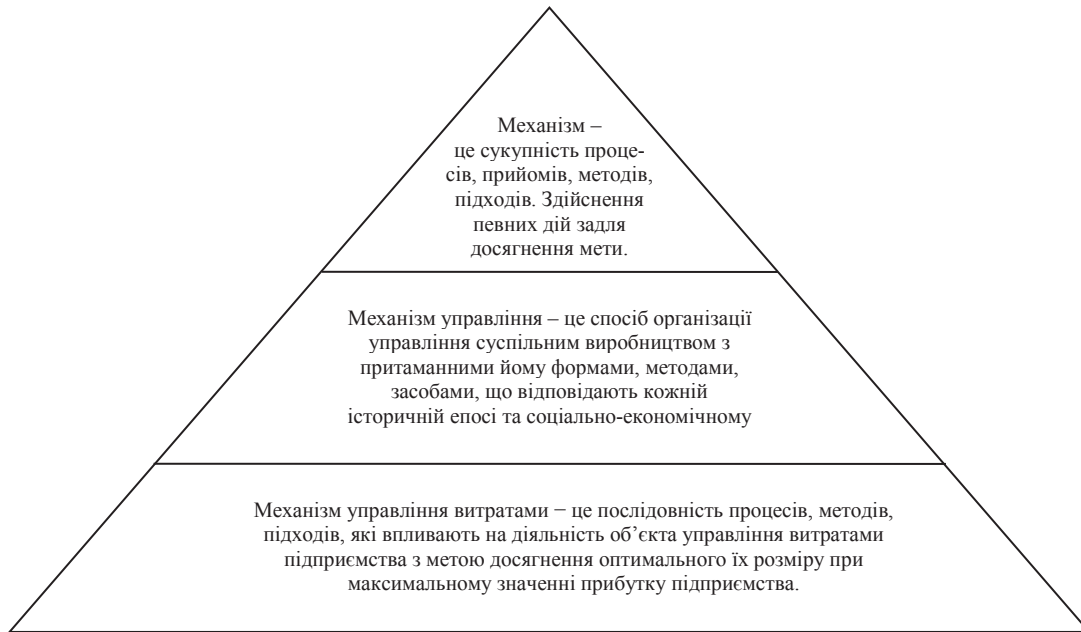 Механізм –
це сукупність проце-
сів, прийомів, методів,
підходів. Здійснення
певних дій задля
досягнення мети.
Механізм управління – це спосіб організації
управління суспільним виробництвом з
притаманними йому формами, методами,
засобами, що відповідають кожній
історичній епосі та соціально-економічному
Механізм управління витратами – це послідовність процесів, методів,
підходів, які впливають на діяльність об’єкта управління витратами
підприємства з метою досягнення оптимального їх розміру при
максимальному значенні прибутку підприємства.